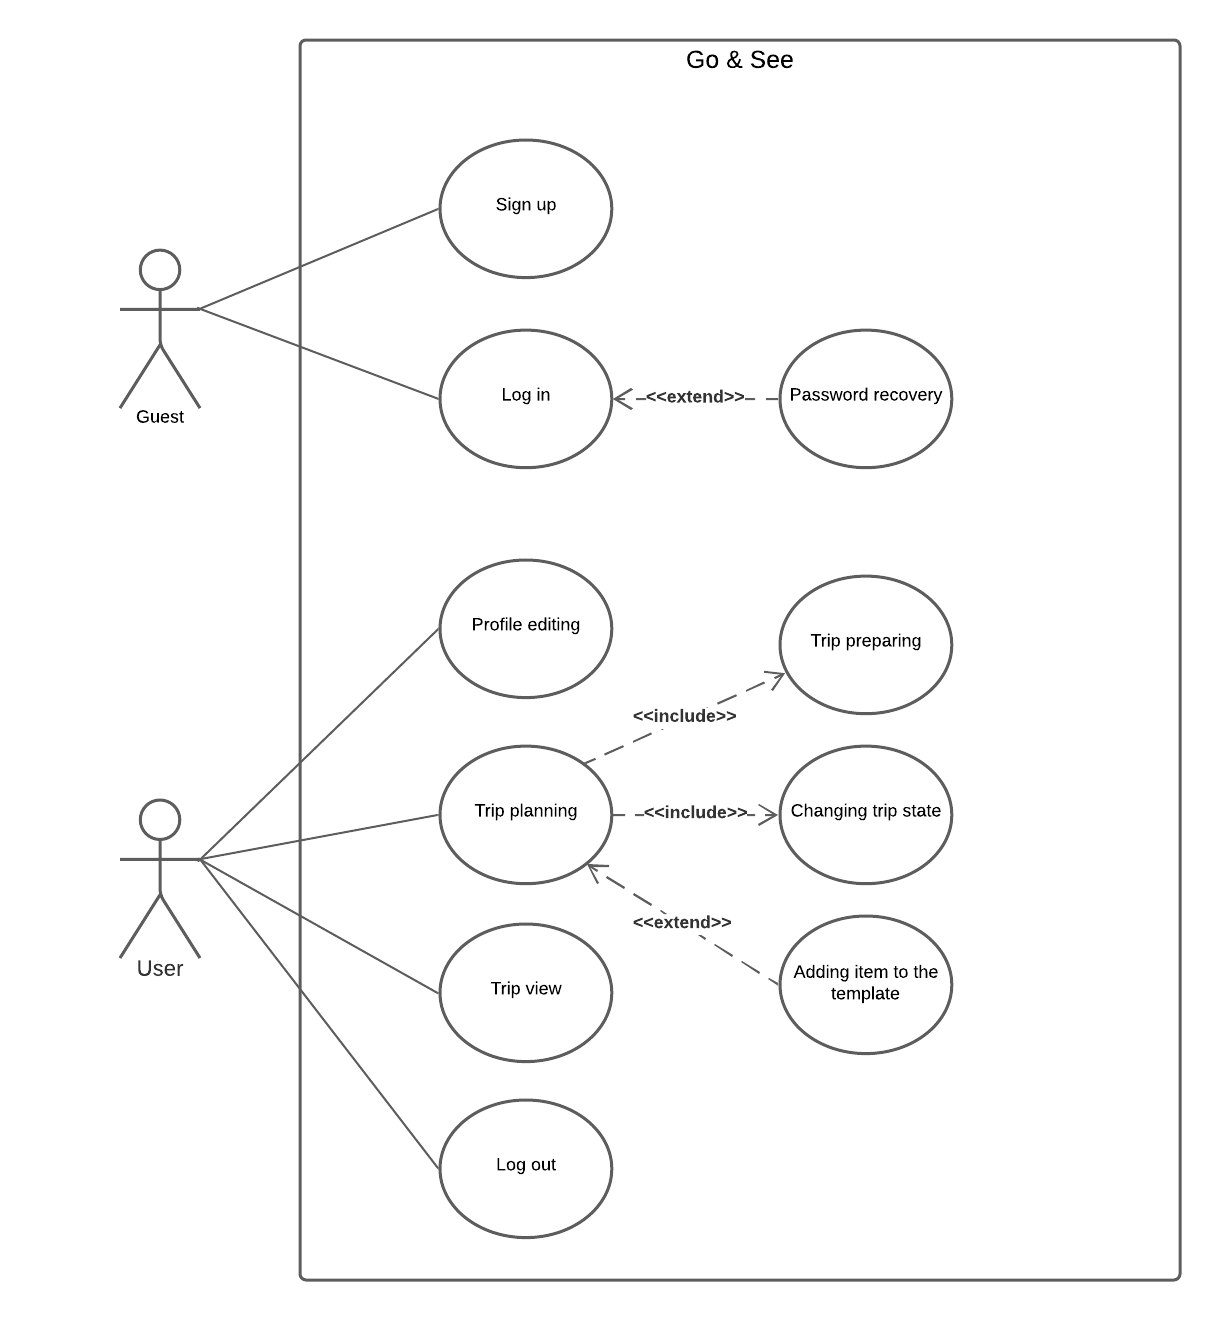 Go & See
Sign up
Guest
Log in
<<extend>>
Password recovery
Profile editing
Trip preparing
<<include>>
Trip planning
<<include>>
Changing trip state
<<extend>>
User
Trip view
Adding item to the
template
Log out